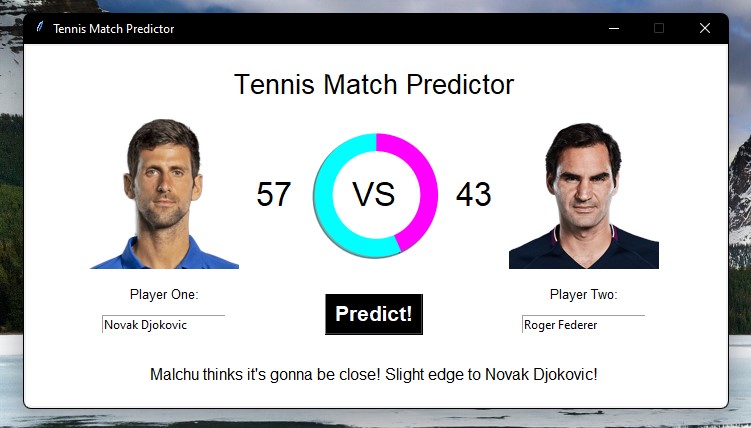 Tennis Match Predictor
Tennis Match Predictor
57 VS 43
Player One: Player Two:
Predict!
Novak Djokovic Roger Federer
Malchu thinks it's gonna be close! Slight edge to Novak Djokovic!